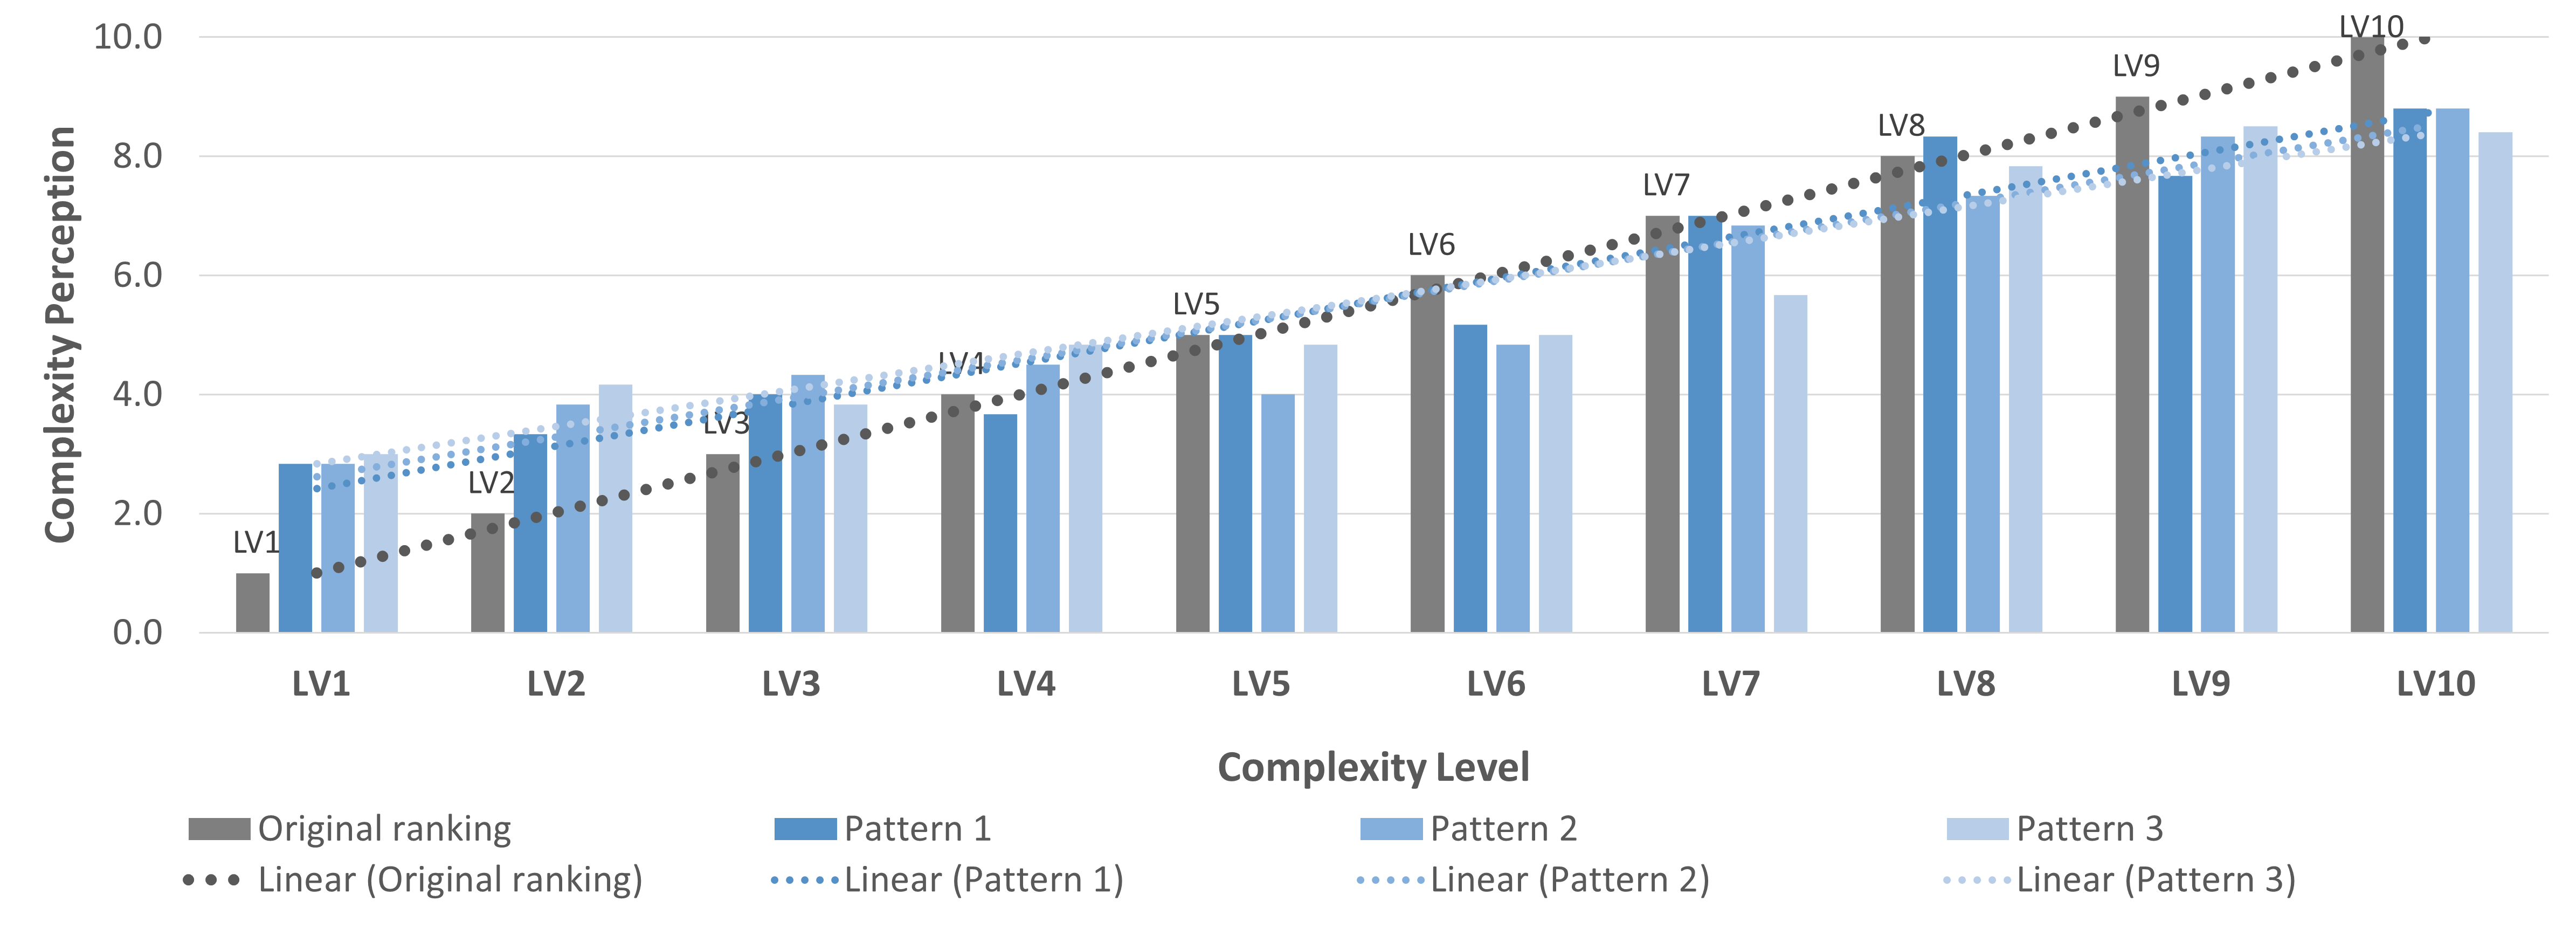 LV10
10.0
LV9
LV8
8.0
LV7
LV6
6.0
LV5
LV4
4.0
LV3
LV2
2.0
LV1
0.0
Complexity Perception
LV1 LV2 LV3 LV4 LV5 LV6 LV7 LV8 LV9 LV10
Complexity Level
Original ranking Pattern 1 Pattern 2 Pattern 3
Linear (Original ranking) Linear (Pattern 1) Linear (Pattern 2) Linear (Pattern 3)